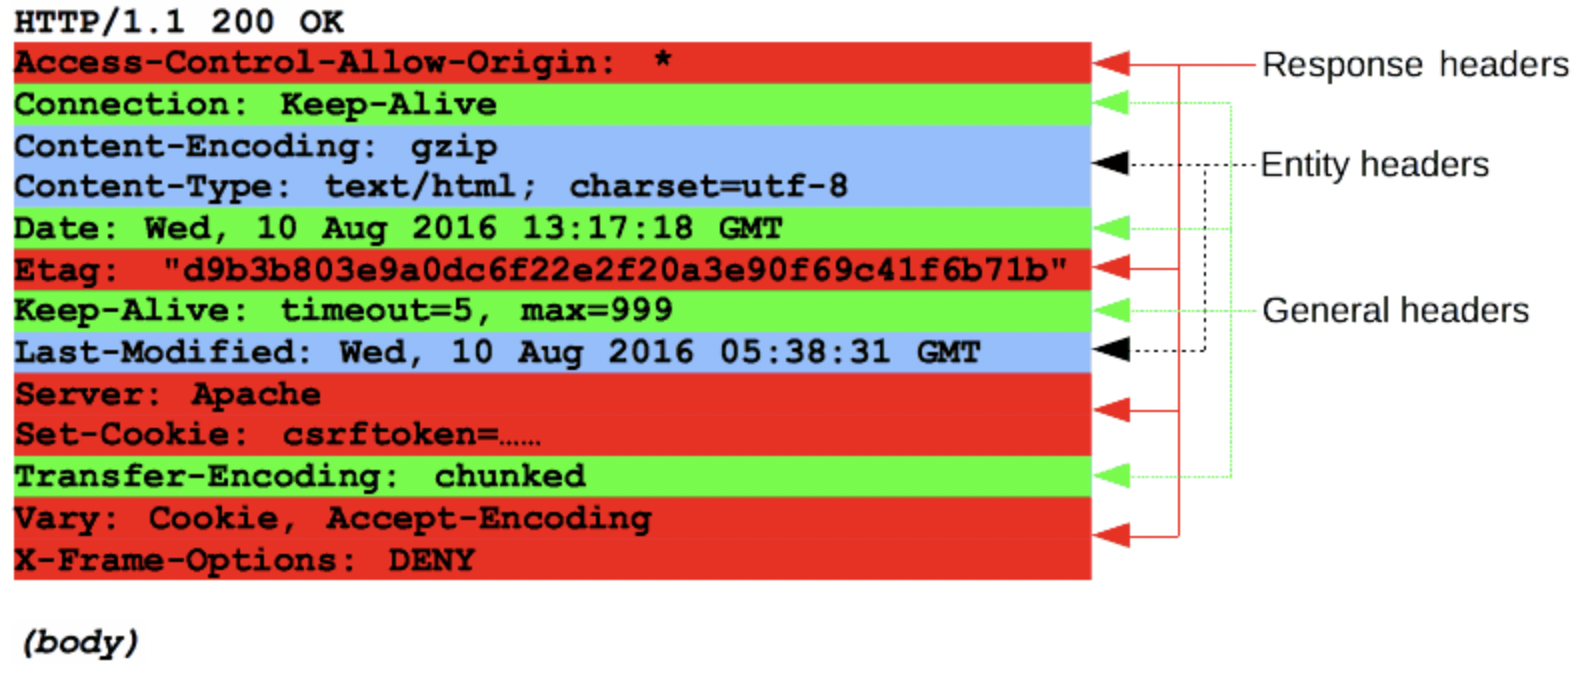 HTTP/1.1 200 OK
Access-Control-Allow-Origin: *
Connection: Keep-Alive
Content-Encoding: gzip
Content-Type: text/html; charset=utf-8
Date: Wed, 10 Aug 2016 13:17:18 GMT
Etag: "d9b3b803e9a0dc6f22e2f20a3e90f69c41f6b71b"
Keep-Alive: timeout=5, max=999
Last-Modified: Wed, 10 Aug 2016 05:38:31 GMT
Server: Apache
Set-Cookie: csrftoken=……
Transfer-Encoding: chunked
Vary: Cookie, Accept-Encoding
X-Frame-Options: DENY
(body)
Response headers
Entity headers
General headers